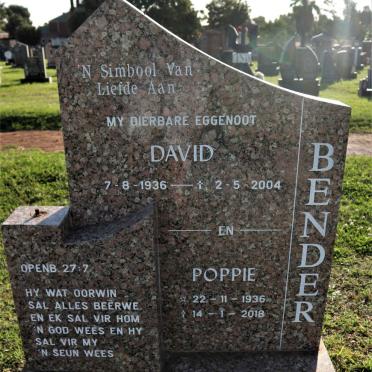 'N Simbool Van
Liefde Aan
MY DIERBARE EGGENOOT
DAVID
7-8-1936 — † 2-5-2004
EN
POPPIE
☆ 22-11-1936
† 14-1-2018
BENDER
OPENB. 27:7
HY WAT OORWIN
SAL ALLES BEERWE
EN EK SAL VIR HOM
'N GOD WEES EN HY
SAL VIR MY
'N SEUN WEES